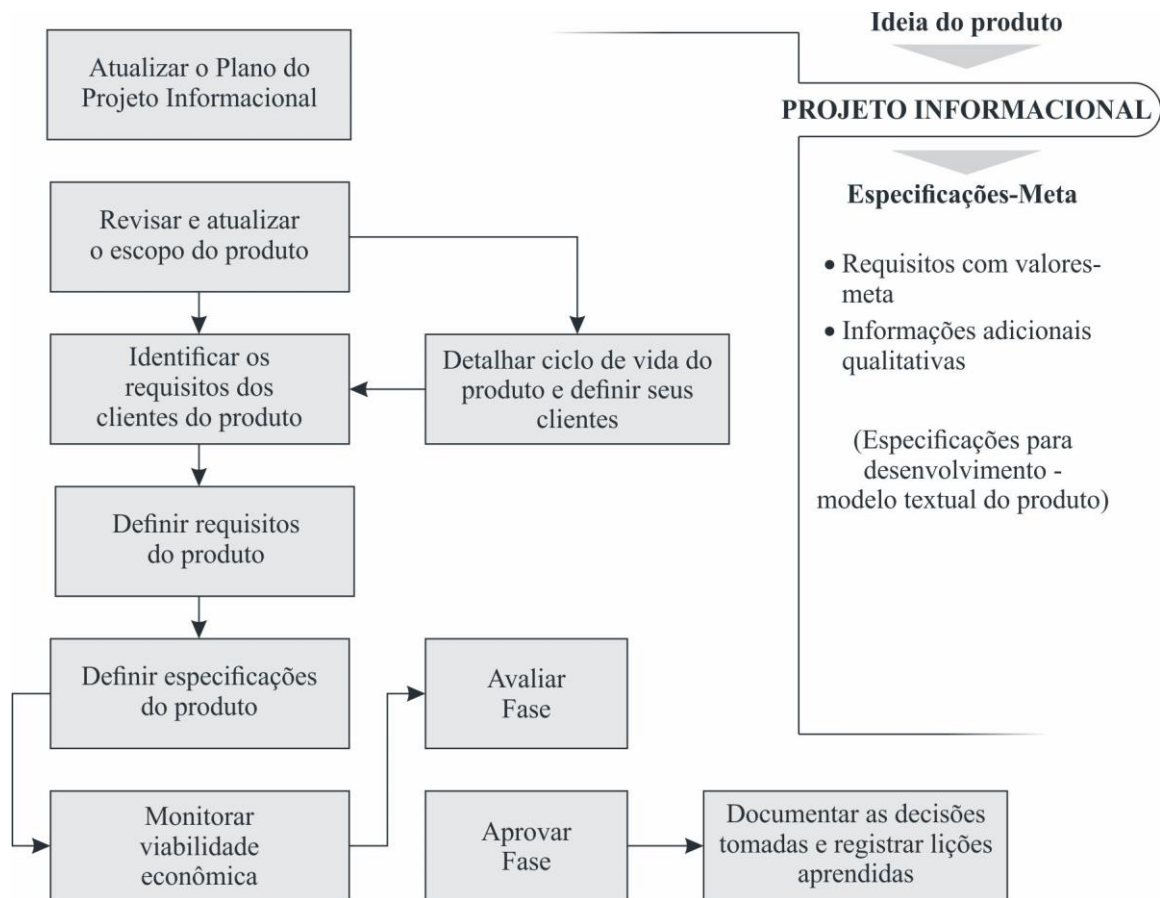 Atualizar o Plano do
Projeto Informacional
Revisar e atualizar
o escopo do produto
Identificar os
requisitos dos
clientes do produto
Detalhar ciclo de vida do
produto e definir seus
clientes
Definir requisitos
do produto
Definir especificações
do produto
Avaliar
Fase
Monitorar
viabilidade
econômica
Aprovar
Fase
Documentar as decisões
tomadas e registrar lições
aprendidas
Ideia do produto
PROJETO INFORMACIONAL
Especificações-Meta
• Requisitos com valores-
meta
• Informações adicionais
qualitativas
(Especificações para
desenvolvimento -
modelo textual do produto)